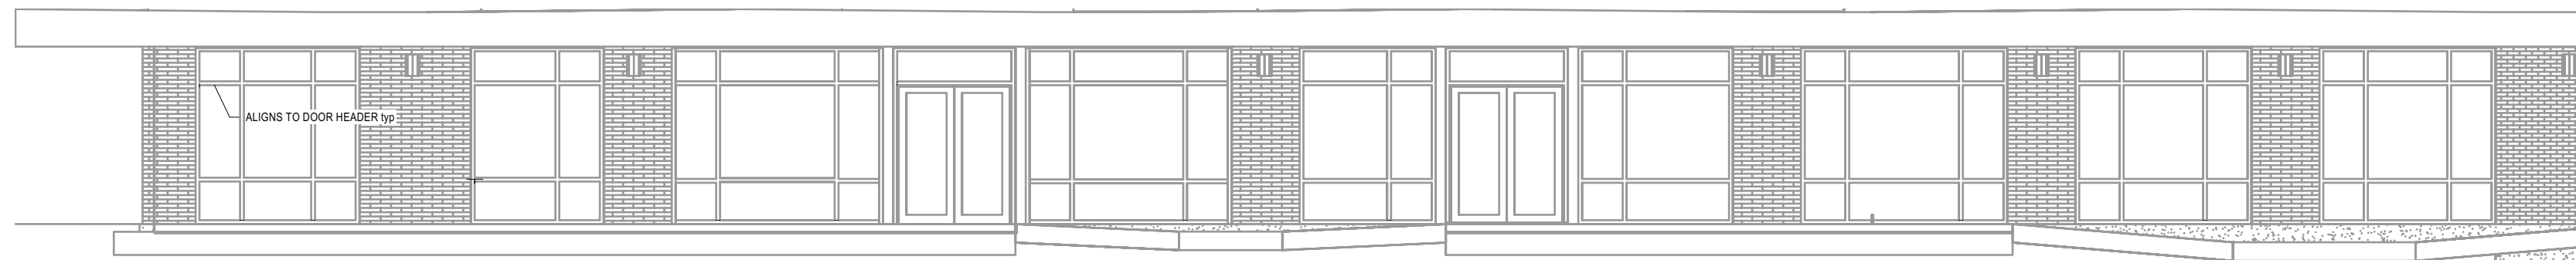 ALIGNS TO DOOR HEADER typ